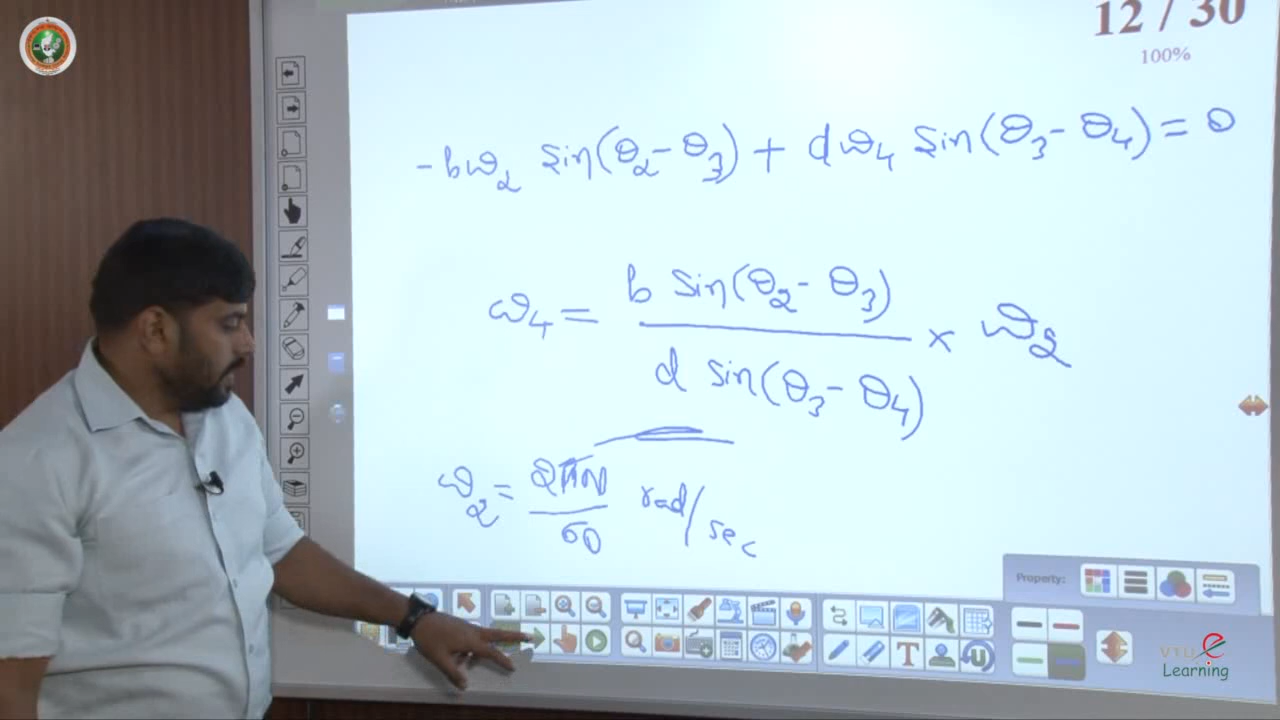 12 / 30
100%
-bω₂ sin(θ₂-θ₃) + dω₄ sin(θ₃-θ₄) = 0
ω₄ = b sin(θ₂-θ₃) / d sin(θ₃-θ₄) × ω₂
ω₂ = 2πN / 60 rad/sec
Property:
VTU e
Learning